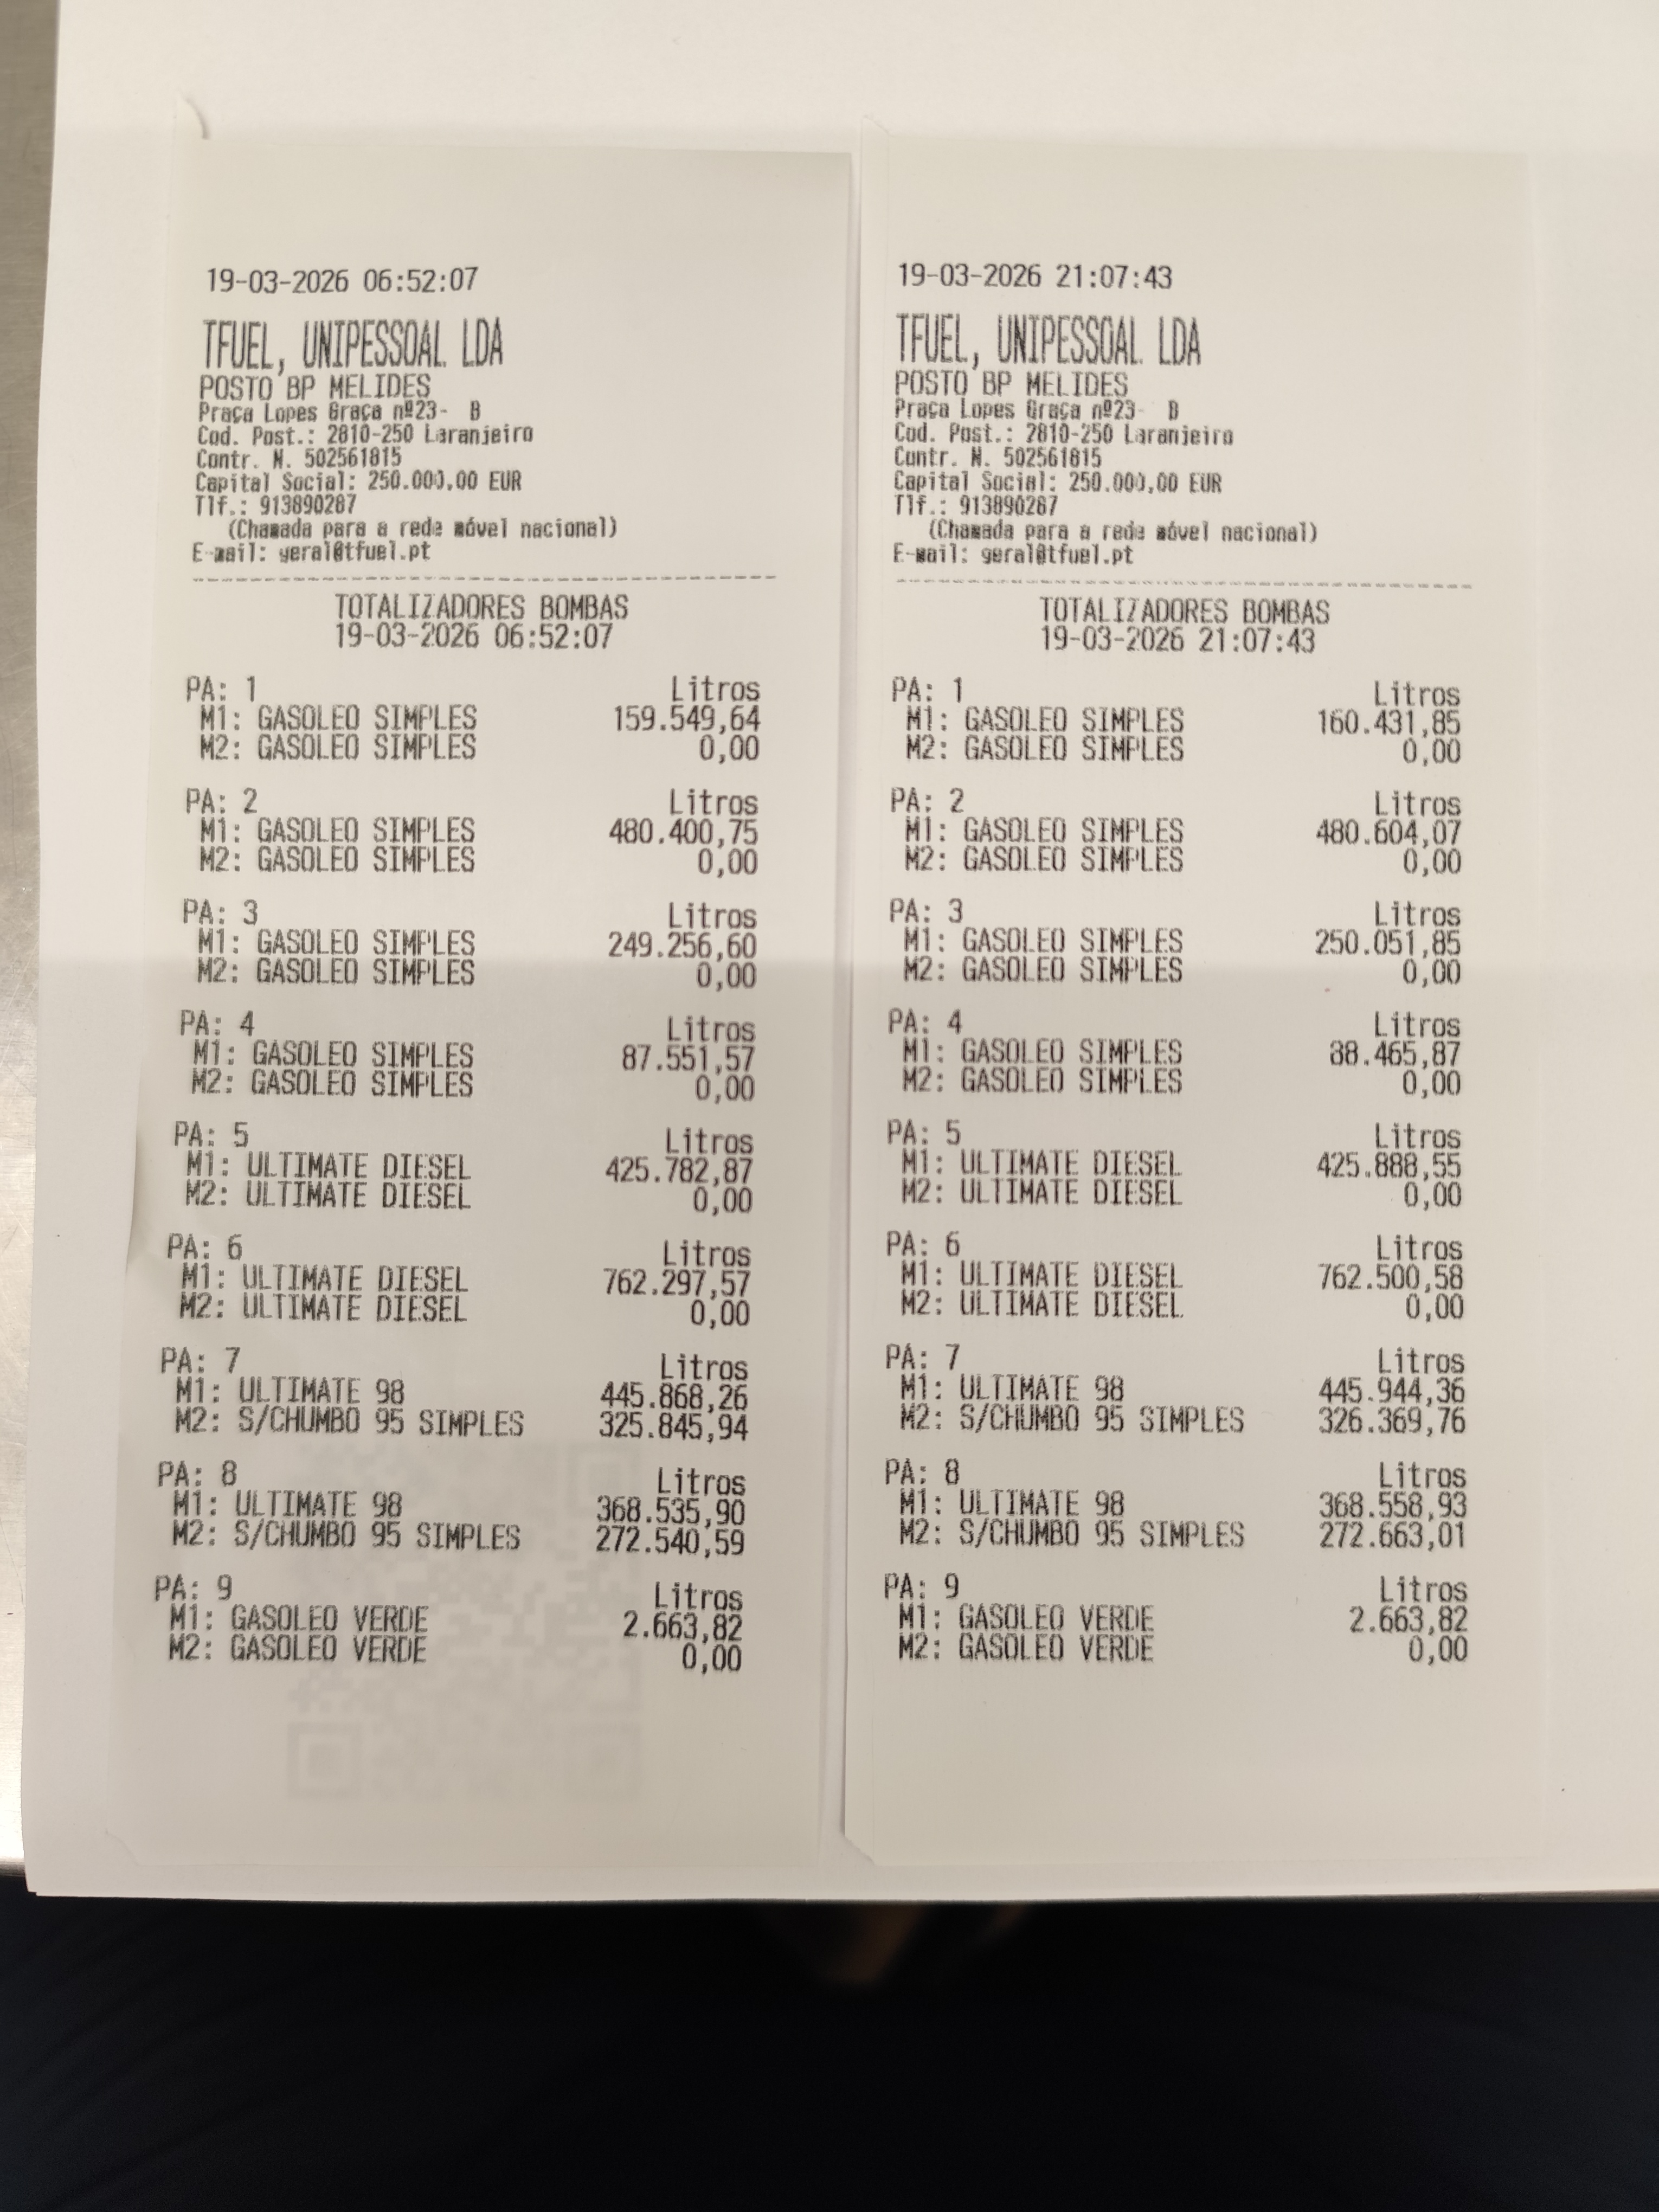 19-03-2026 06:52:07
TFUEL, UNIPESSOAL LDA
POSTO BP MELIDES
Praça Lopes Graça nº23-  B
Cod. Post.: 2810-250 Laranjeiro
Contr. N. 502561815
Capital Social: 250.000,00 EUR
Tlf.: 913890287
(Chamada para a rede móvel nacional)
E-mail: geral@tfuel.pt
TOTALIZADORES BOMBAS
19-03-2026 06:52:07
PA: 1 Litros
M1: GASOLEO SIMPLES 159.549,64
M2: GASOLEO SIMPLES 0,00
PA: 2 Litros
M1: GASOLEO SIMPLES 480.400,75
M2: GASOLEO SIMPLES 0,00
PA: 3 Litros
M1: GASOLEO SIMPLES 249.256,60
M2: GASOLEO SIMPLES 0,00
PA: 4 Litros
M1: GASOLEO SIMPLES 87.551,57
M2: GASOLEO SIMPLES 0,00
PA: 5 Litros
M1: ULTIMATE DIESEL 425.782,87
M2: ULTIMATE DIESEL 0,00
PA: 6 Litros
M1: ULTIMATE DIESEL 762.297,57
M2: ULTIMATE DIESEL 0,00
PA: 7 Litros
M1: ULTIMATE 98 445.868,26
M2: S/CHUMBO 95 SIMPLES 325.845,94
PA: 8 Litros
M1: ULTIMATE 98 368.535,90
M2: S/CHUMBO 95 SIMPLES 272.540,59
PA: 9 Litros
M1: GASOLEO VERDE 2.663,82
M2: GASOLEO VERDE 0,00
19-03-2026 21:07:43
TFUEL, UNIPESSOAL LDA
POSTO BP MELIDES
Praça Lopes Graça nº23-  B
Cod. Post.: 2810-250 Laranjeiro
Contr. N. 502561815
Capital Social: 250.000,00 EUR
Tlf.: 913890287
(Chamada para a rede móvel nacional)
E-mail: geral@tfuel.pt
TOTALIZADORES BOMBAS
19-03-2026 21:07:43
PA: 1 Litros
M1: GASOLEO SIMPLES 160.431,85
M2: GASOLEO SIMPLES 0,00
PA: 2 Litros
M1: GASOLEO SIMPLES 480.604,07
M2: GASOLEO SIMPLES 0,00
PA: 3 Litros
M1: GASOLEO SIMPLES 250.051,85
M2: GASOLEO SIMPLES 0,00
PA: 4 Litros
M1: GASOLEO SIMPLES 88.465,87
M2: GASOLEO SIMPLES 0,00
PA: 5 Litros
M1: ULTIMATE DIESEL 425.888,55
M2: ULTIMATE DIESEL 0,00
PA: 6 Litros
M1: ULTIMATE DIESEL 762.500,58
M2: ULTIMATE DIESEL 0,00
PA: 7 Litros
M1: ULTIMATE 98 445.944,36
M2: S/CHUMBO 95 SIMPLES 326.369,76
PA: 8 Litros
M1: ULTIMATE 98 368.558,93
M2: S/CHUMBO 95 SIMPLES 272.663,01
PA: 9 Litros
M1: GASOLEO VERDE 2.663,82
M2: GASOLEO VERDE 0,00